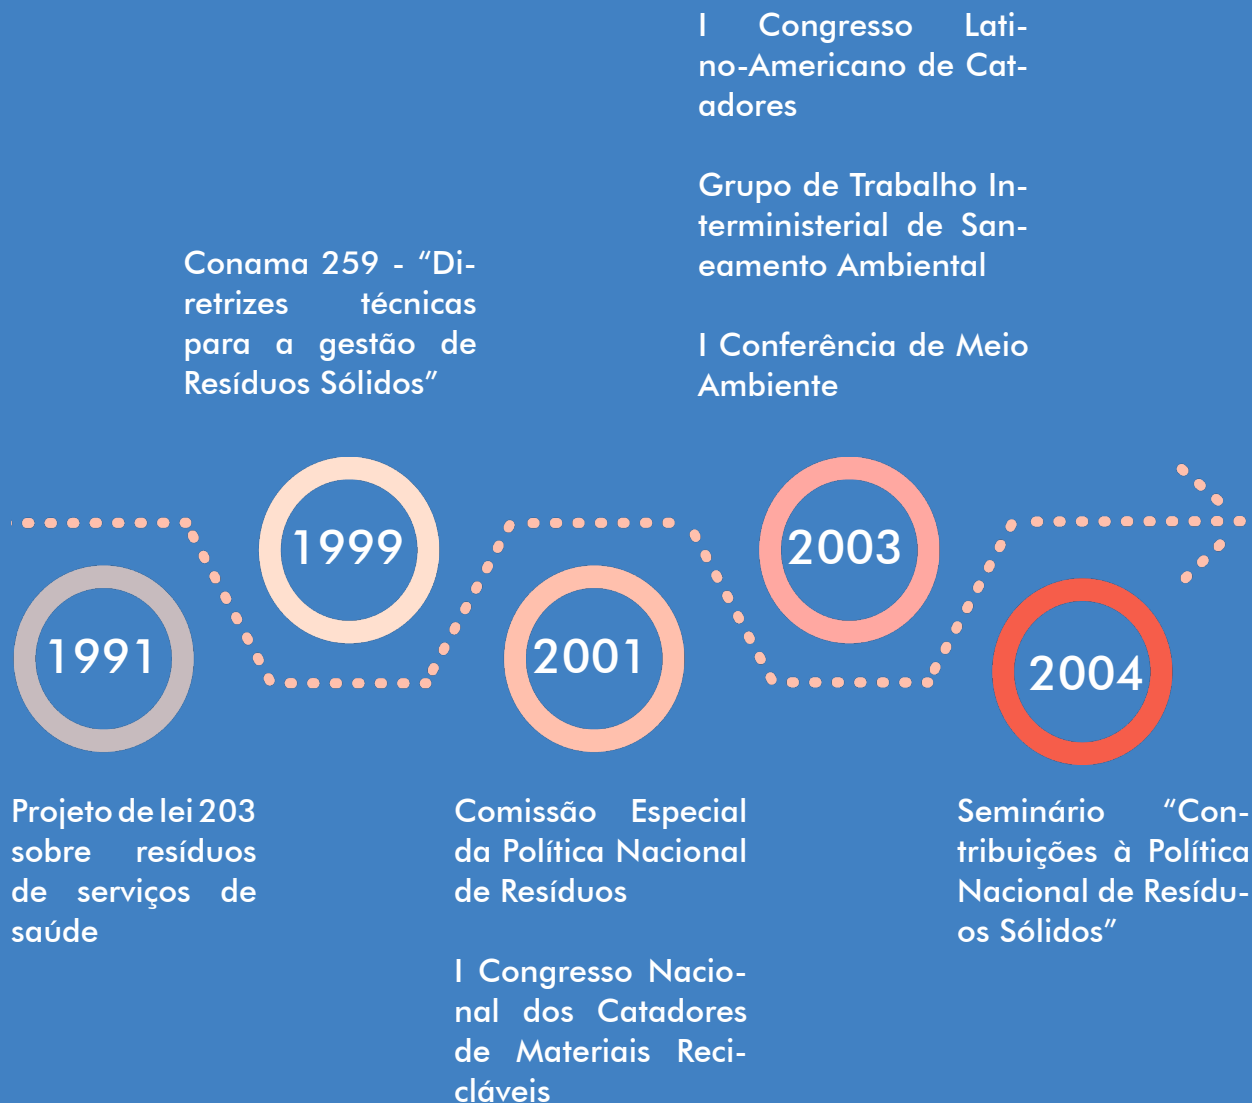 I Congresso Lati-
no-Americano de Cat-
adores
Grupo de Trabalho In-
terministerial de San-
eamento Ambiental
I Conferência de Meio
Ambiente
Conama 259 - “Di-
retrizes técnicas
para a gestão de
Resíduos Sólidos”
1991
1999
2001
2003
2004
Projeto de lei 203
sobre resíduos
de serviços de
saúde
Comissão Especial
da Política Nacional
de Resíduos
I Congresso Nacio-
nal dos Catadores
de Materiais Reci-
cláveis
Seminário “Con-
tribuições à Política
Nacional de Resídu-
os Sólidos”